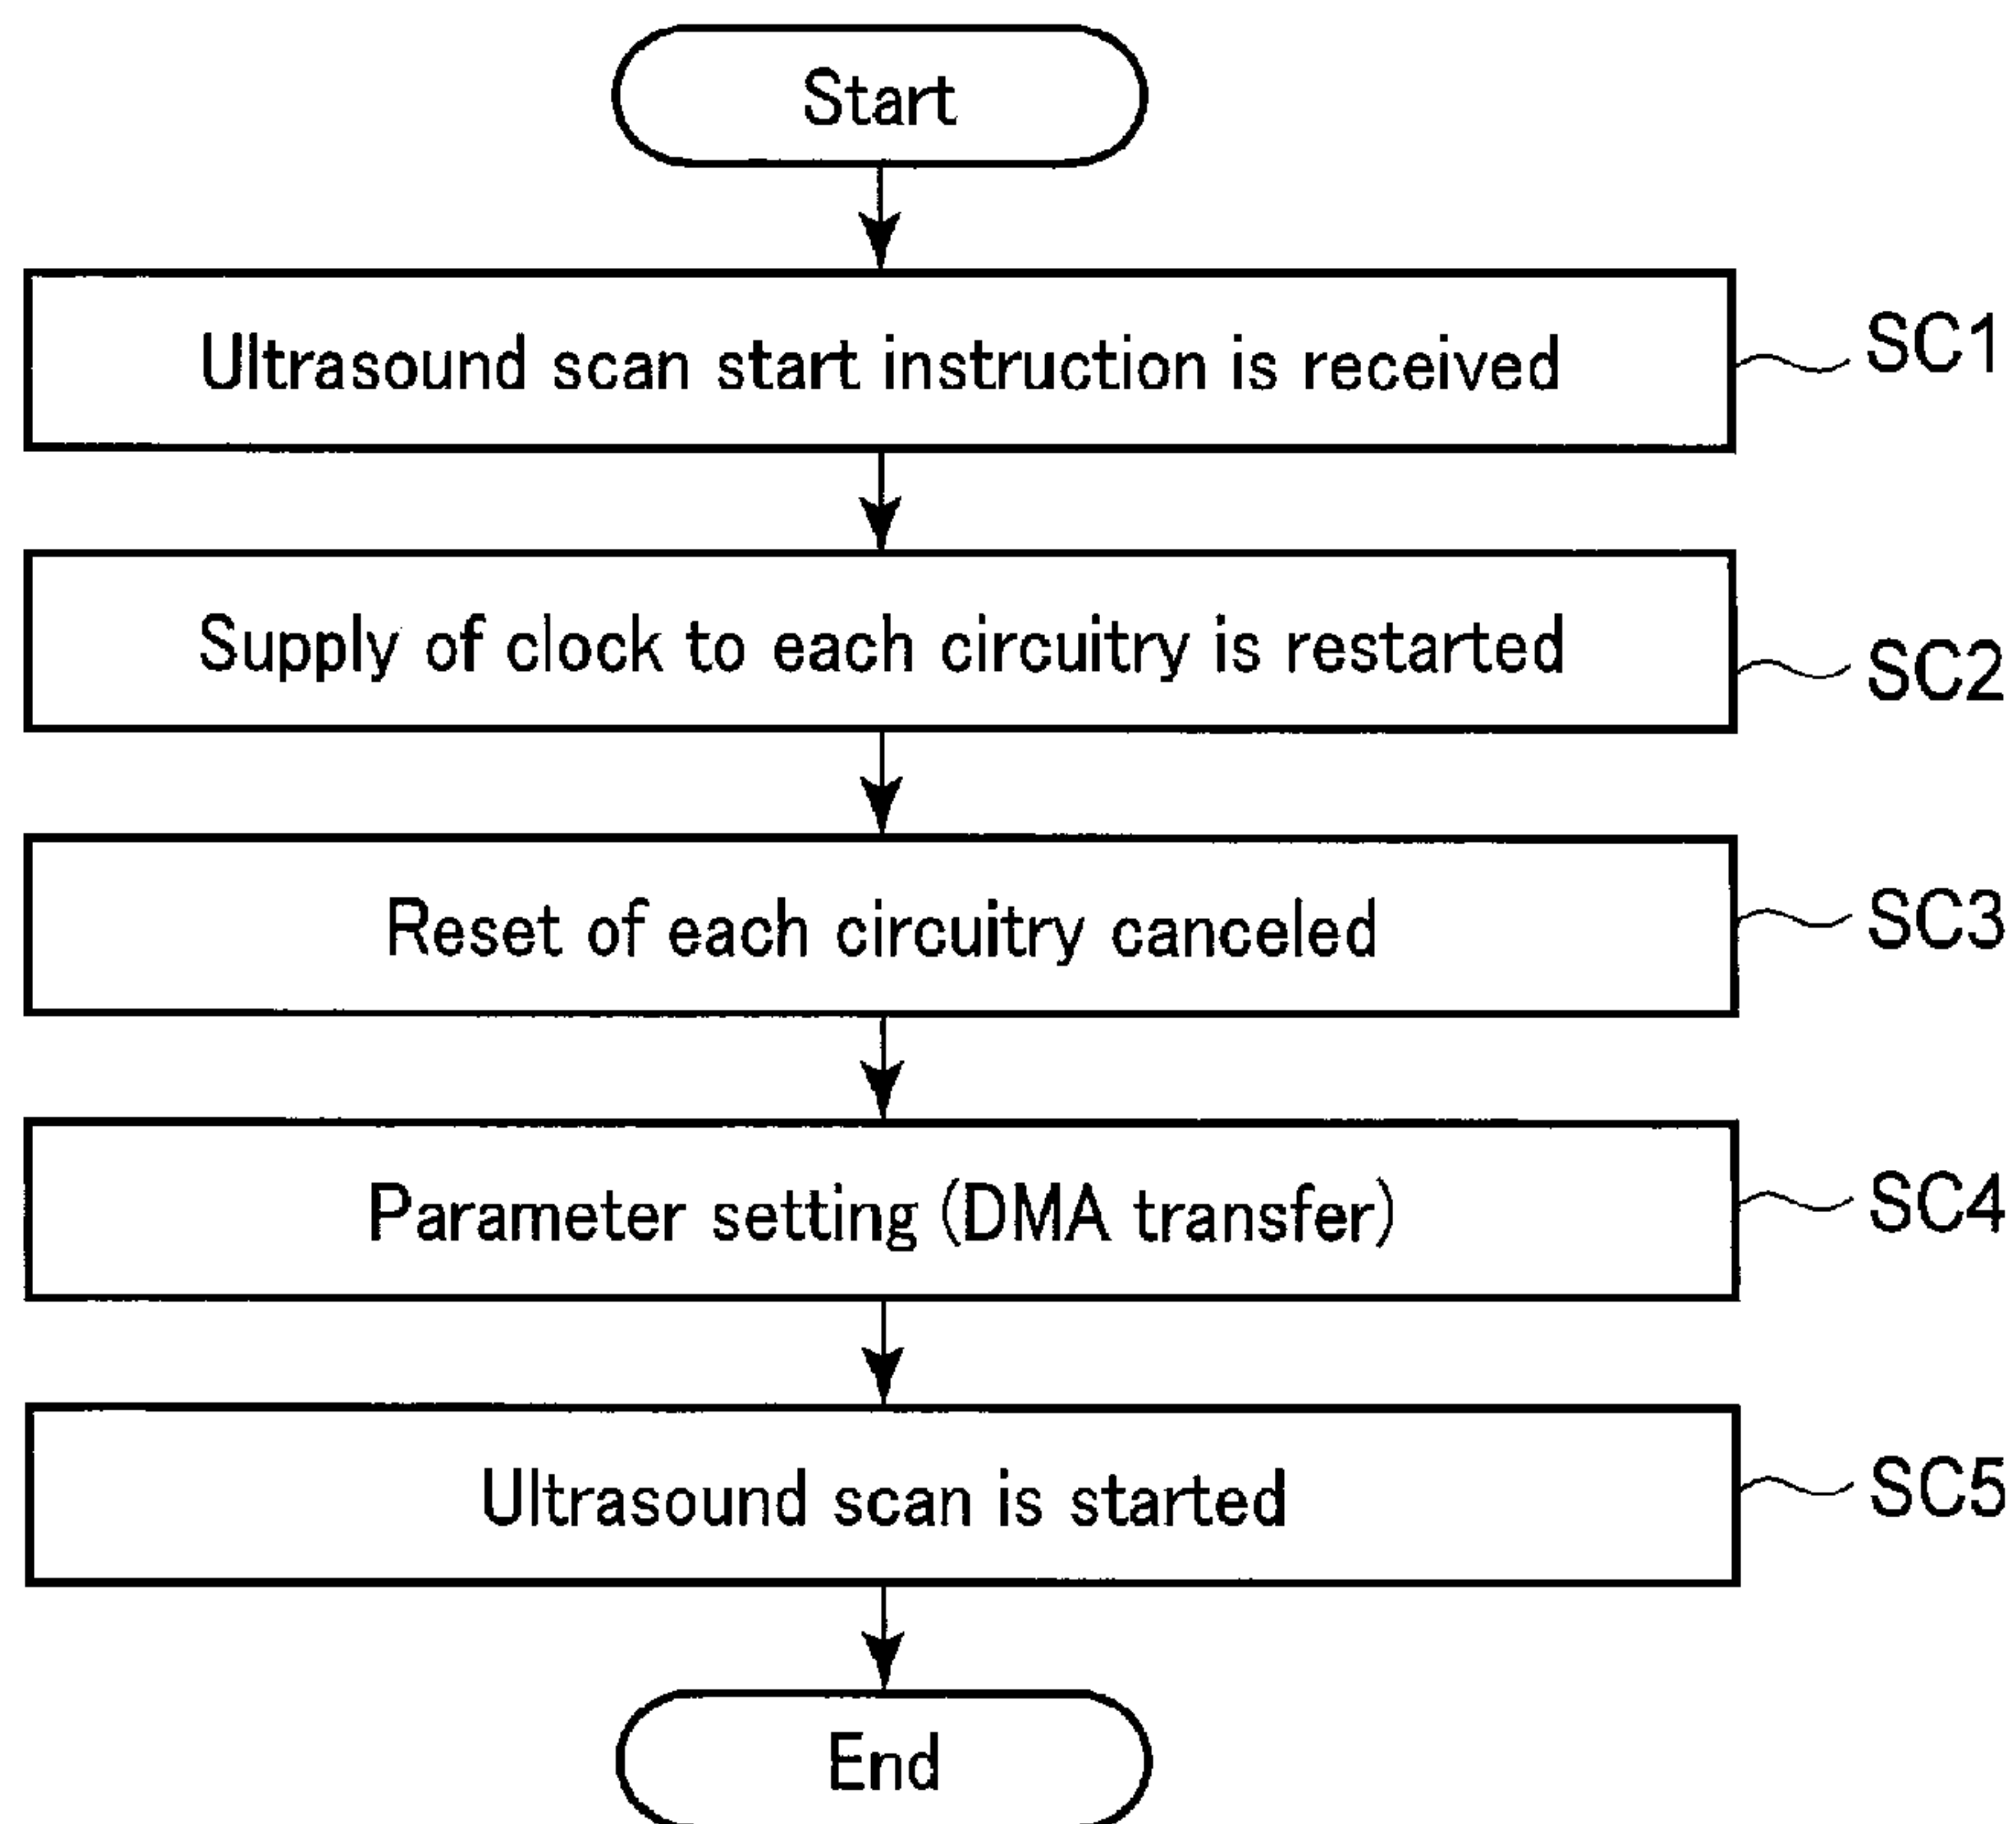 Start
Ultrasound scan start instruction is received
SC1
Supply of clock to each circuitry is restarted
SC2
Reset of each circuitry canceled
SC3
Parameter setting (DMA transfer)
SC4
Ultrasound scan is started
SC5
End